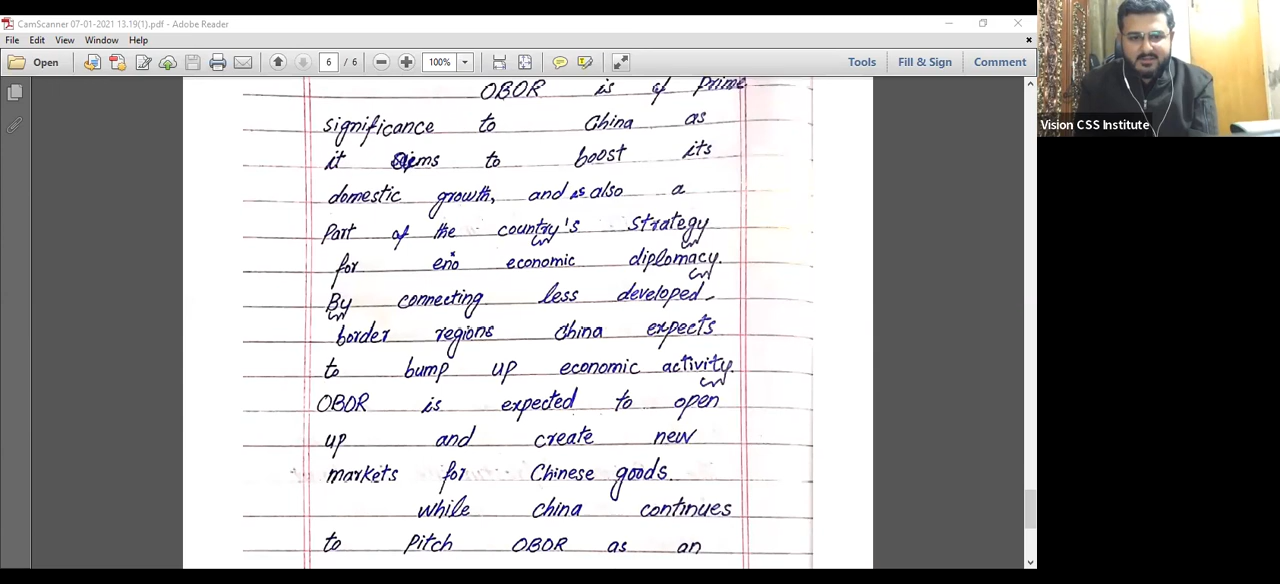 CamScanner 07-01-2021 13.19(1).pdf - Adobe Reader
File Edit View Window Help
Open 6 / 6 100% Tools Fill & Sign Comment
Vision CSS Institute
OBOR is of Prime
significance to China as
it aims to boost its
domestic growth, and is also a
Part of the country's strategy
for economic diplomacy.
By connecting less developed
border regions China expects
to bump up economic activity.
OBOR is expected to open
up and create new
markets for Chinese goods.
while china continues
to Pitch OBOR as an